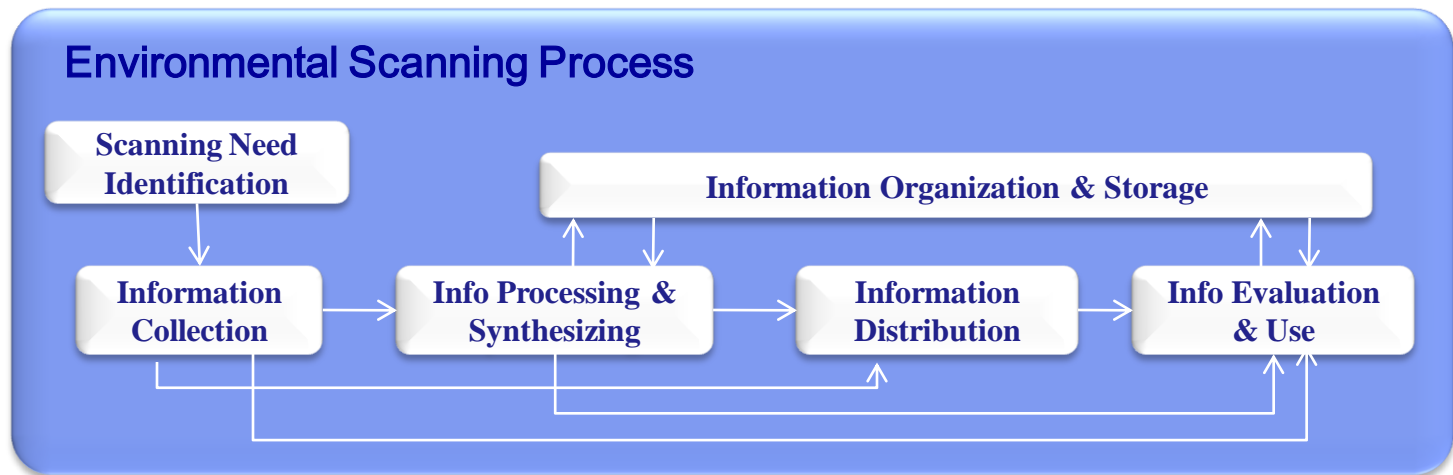 Environmental Scanning Process
Scanning Need
Identification
Information Organization & Storage
Information
Collection
Info Processing &
Synthesizing
Information
Distribution
Info Evaluation
& Use